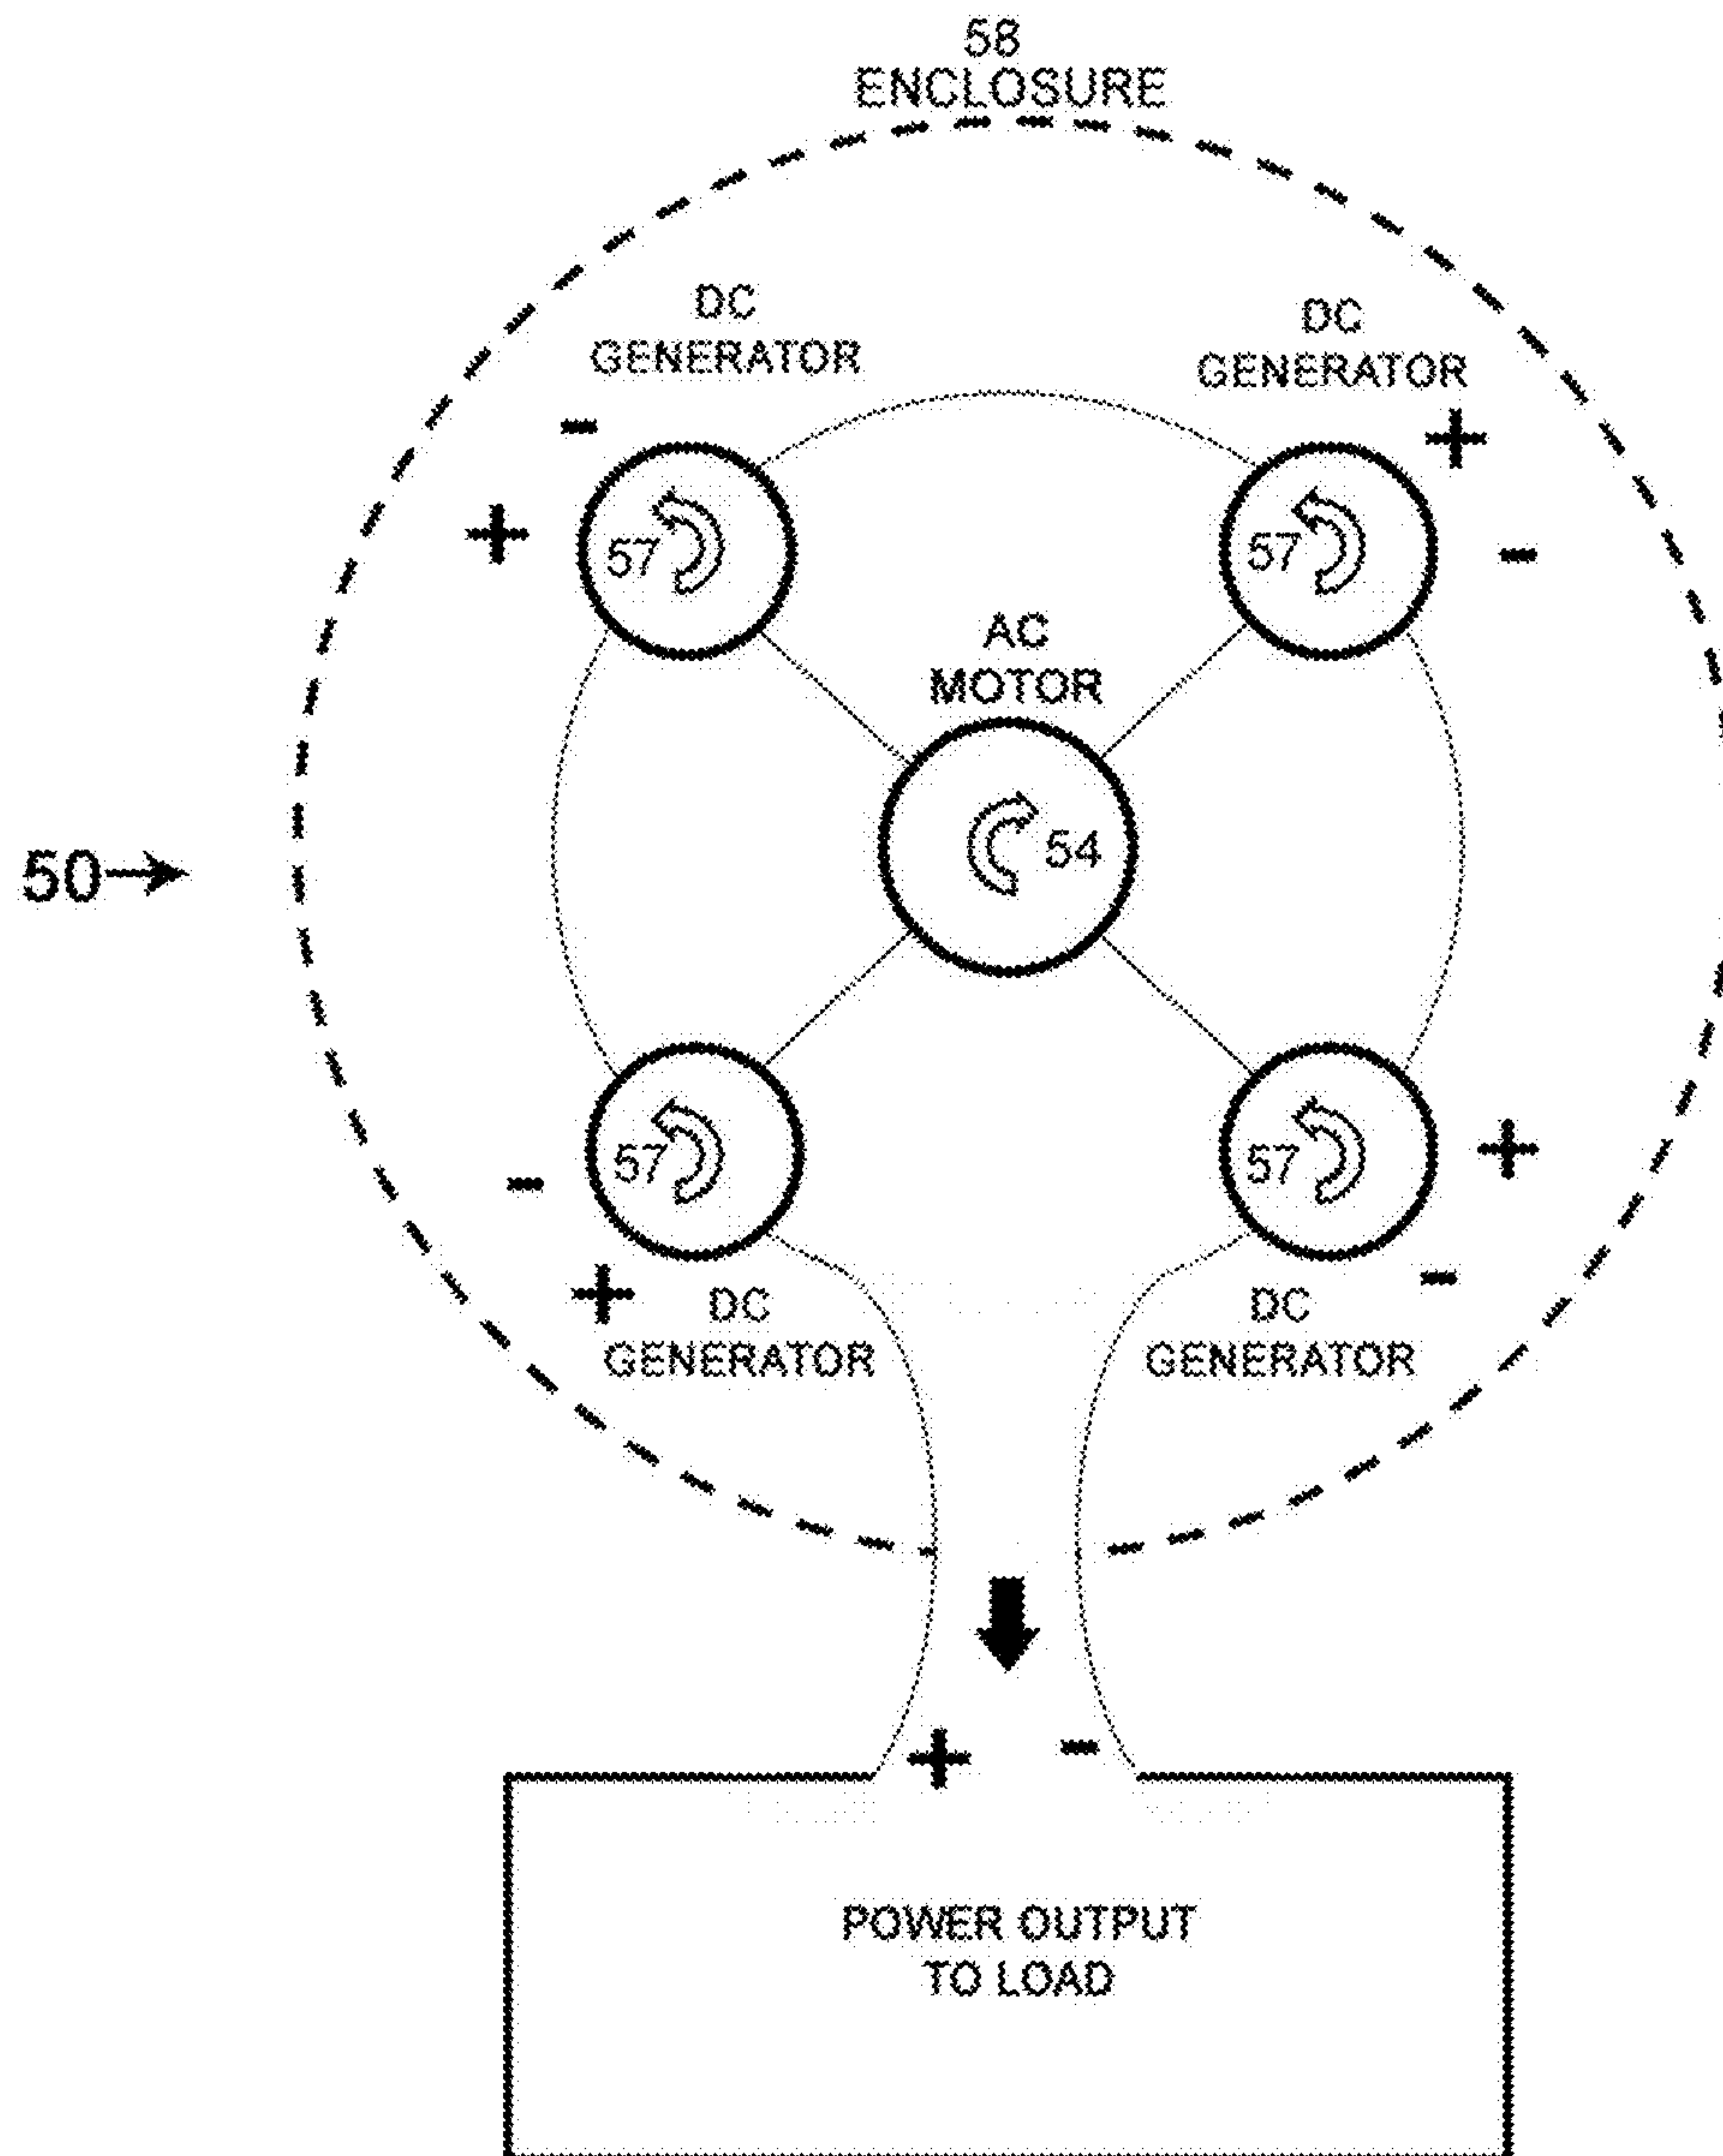 58
ENCLOSURE
DC
GENERATOR
DC
GENERATOR
-
+
+
-
57
57
AC
MOTOR
54
50
57
57
-
+
+
-
DC
GENERATOR
DC
GENERATOR
+ -
POWER OUTPUT
TO LOAD